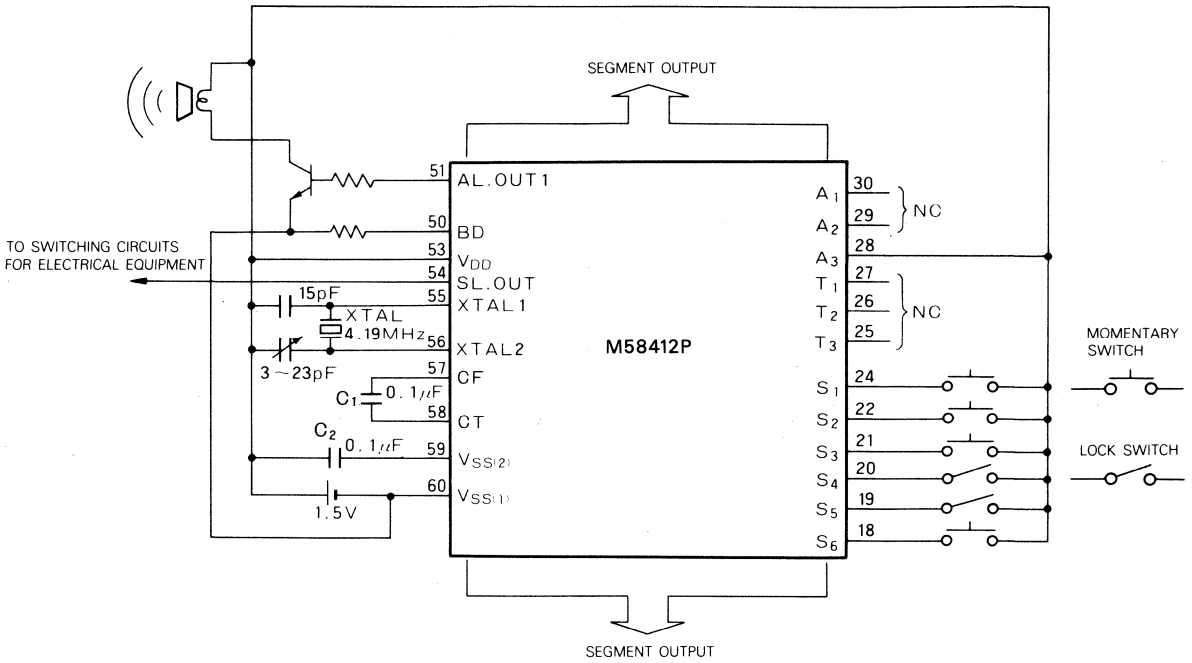 SEGMENT OUTPUT
51
AL.OUT1
50
BD
TO SWITCHING CIRCUITS
FOR ELECTRICAL EQUIPMENT
53
VDD
54
SL.OUT
15pF
55
XTAL1
XTAL
4.19MHz
56
XTAL2
3~23pF
57
CF
C1
0.1μF
58
CT
C2
0.1μF
59
VSS(2)
60
VSS(1)
1.5V
M58412P
A1
30
A2
29
NC
A3
28
T1
27
T2
26
NC
T3
25
S1
24
S2
22
S3
21
S4
20
S5
19
S6
18
MOMENTARY
SWITCH
LOCK SWITCH
SEGMENT OUTPUT